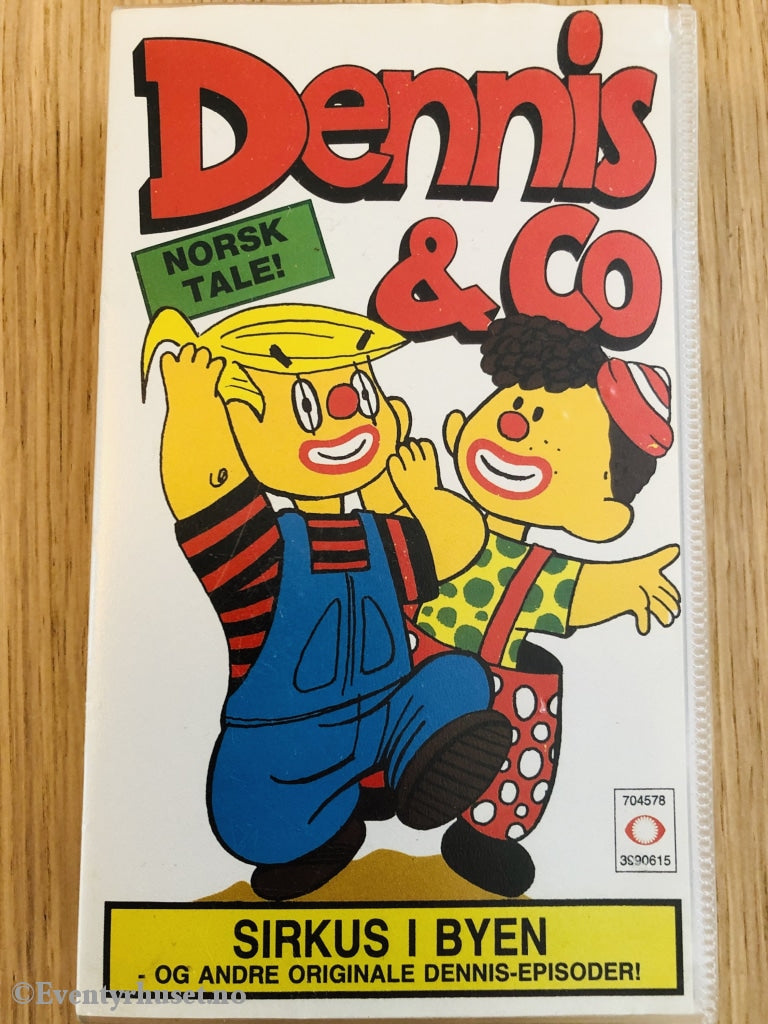 Dennis
& Co
NORSK
TALE!
704578
3990615
SIRKUS I BYEN
- OG ANDRE ORIGINALE DENNIS-EPISODER!
©Eventyrhuset.no